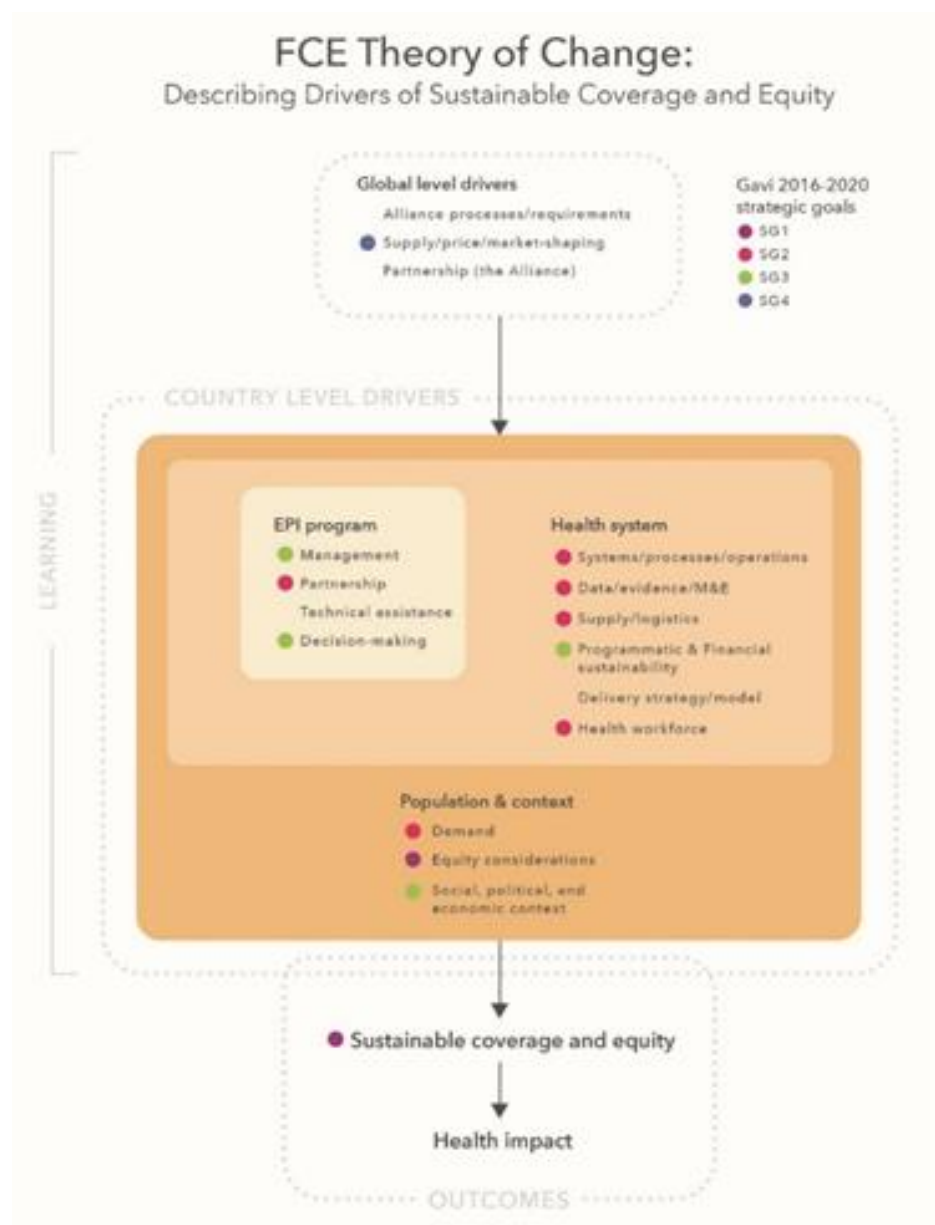 FCE Theory of Change:
Describing Drivers of Sustainable Coverage and Equity
Global level drivers
Alliance processes/requirements
Supply/price/market-shaping
Partnership (the Alliance)
Gavi 2016-2020
strategic goals
SG1
SG2
SG3
SG4
LEARNING
COUNTRY LEVEL DRIVERS
EPI program
Management
Partnership
Technical assistance
Decision-making
Health system
Systems/processes/operations
Data/evidence/M&E
Supply/logistics
Programmatic & Financial
sustainability
Delivery strategy/model
Health workforce
Population & context
Demand
Equity considerations
Social, political, and
economic context
Sustainable coverage and equity
Health impact
OUTCOMES